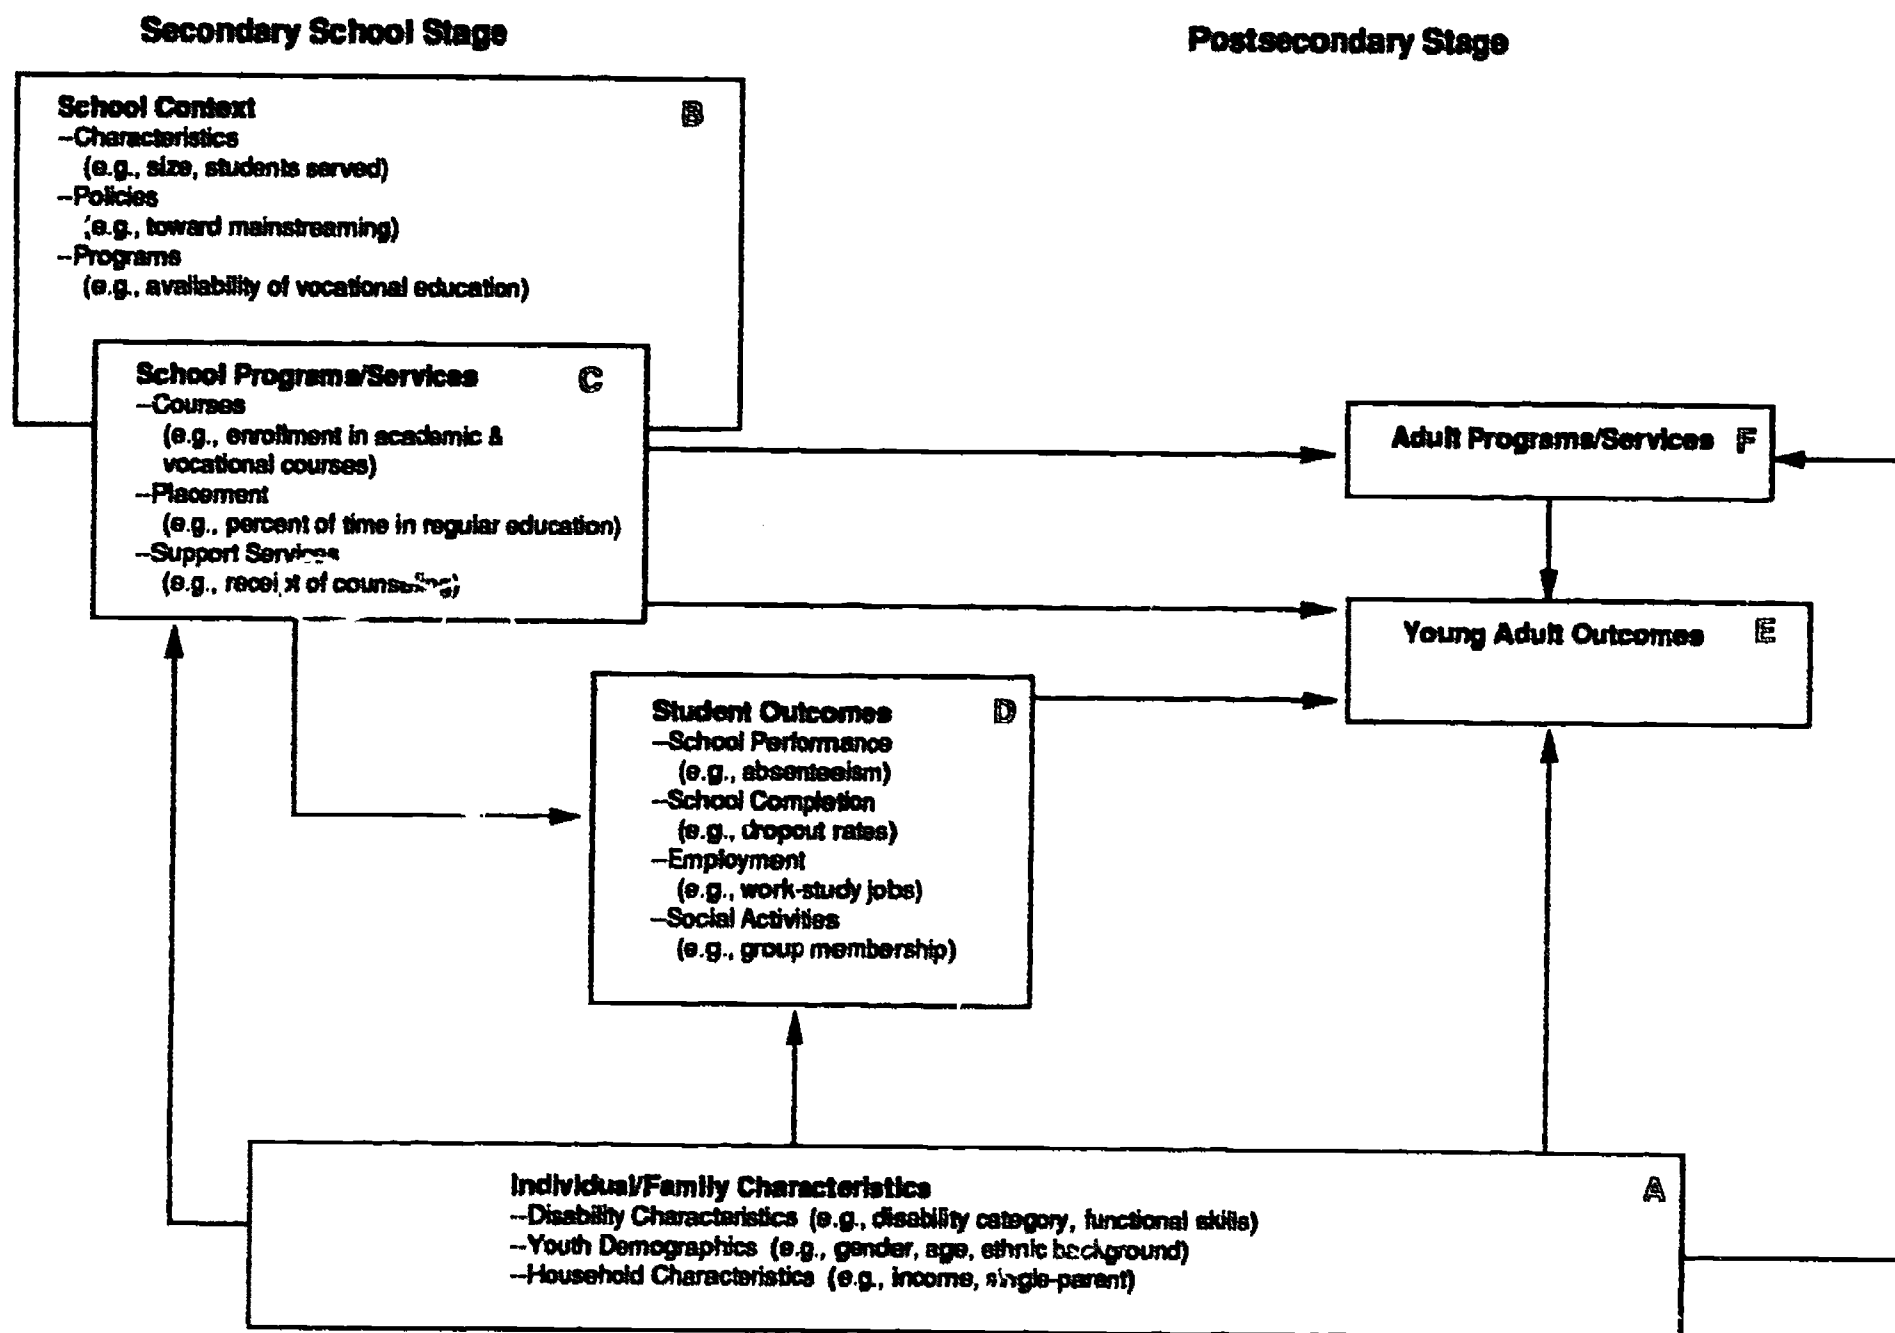 Secondary School Stage
Postsecondary Stage
School Context B
--Characteristics
(e.g., size, students served)
--Policies
(e.g., toward mainstreaming)
--Programs
(e.g., availability of vocational education)
School Programs/Services C
--Courses
(e.g., enrollment in academic &
vocational courses)
--Placement
(e.g., percent of time in regular education)
--Support Services
(e.g., receipt of counseling)
Adult Programs/Services F
Young Adult Outcomes E
Student Outcomes D
--School Performance
(e.g., absenteeism)
--School Completion
(e.g., dropout rates)
--Employment
(e.g., work-study jobs)
--Social Activities
(e.g., group membership)
Individual/Family Characteristics A
--Disability Characteristics (e.g., disability category, functional skills)
--Youth Demographics (e.g., gender, age, ethnic background)
--Household Characteristics (e.g., income, single-parent)